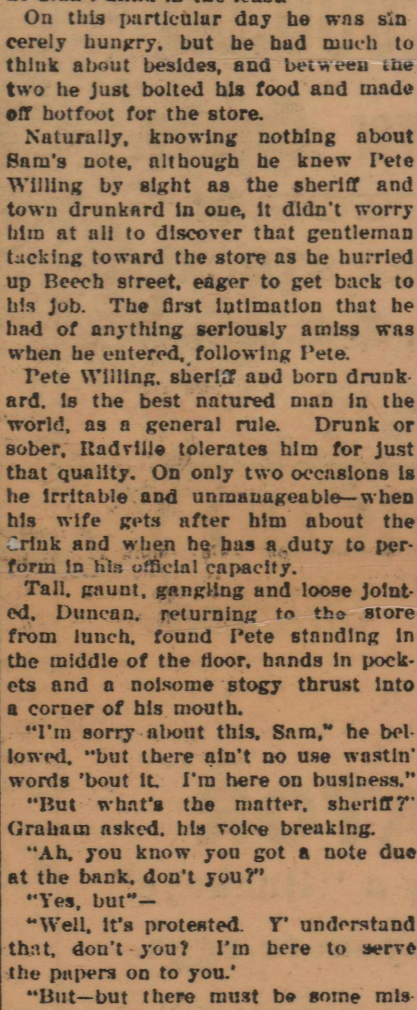 On this particular day he was sin
cerely hungry, but he had much to
think about besides, and between the
two he just bolted his food and made
off hotfoot for the store.
Naturally, knowing nothing about
Sam's note, although he knew Pete
Willing by sight as the sheriff and
town drunkard in one, it didn't worry
him at all to discover that gentleman
tacking toward the store as he hurried
up Beech street, eager to get back to
his job. The first intimation that he
had of anything seriously amiss was
when he entered, following Pete.
Pete Willing, sheriff and born drunk-
ard, is the best natured man in the
world, as a general rule. Drunk or
sober, Radville tolerates him for just
that quality. On only two occasions is
he irritable and unmanageable—when
his wife gets after him about the
drink and when he has a duty to per-
form in his official capacity.
Tall, gaunt, gangling and loose joint-
ed, Duncan, returning to the store
from lunch, found Pete standing in
the middle of the floor, hands in pock-
ets and a noisome stogy thrust into
a corner of his mouth.
"I'm sorry about this, Sam," he bel-
lowed, "but there ain't no use wastin'
words 'bout it. I'm here on business."
"But what's the matter, sheriff?"
Graham asked, his voice breaking.
"Ah, you know you got a note due
at the bank, don't you?"
"Yes, but"—
"Well, it's protested. Y' understand
that, don't you? I'm here to serve
the papers on to you.'
"But—but there must be some mis-